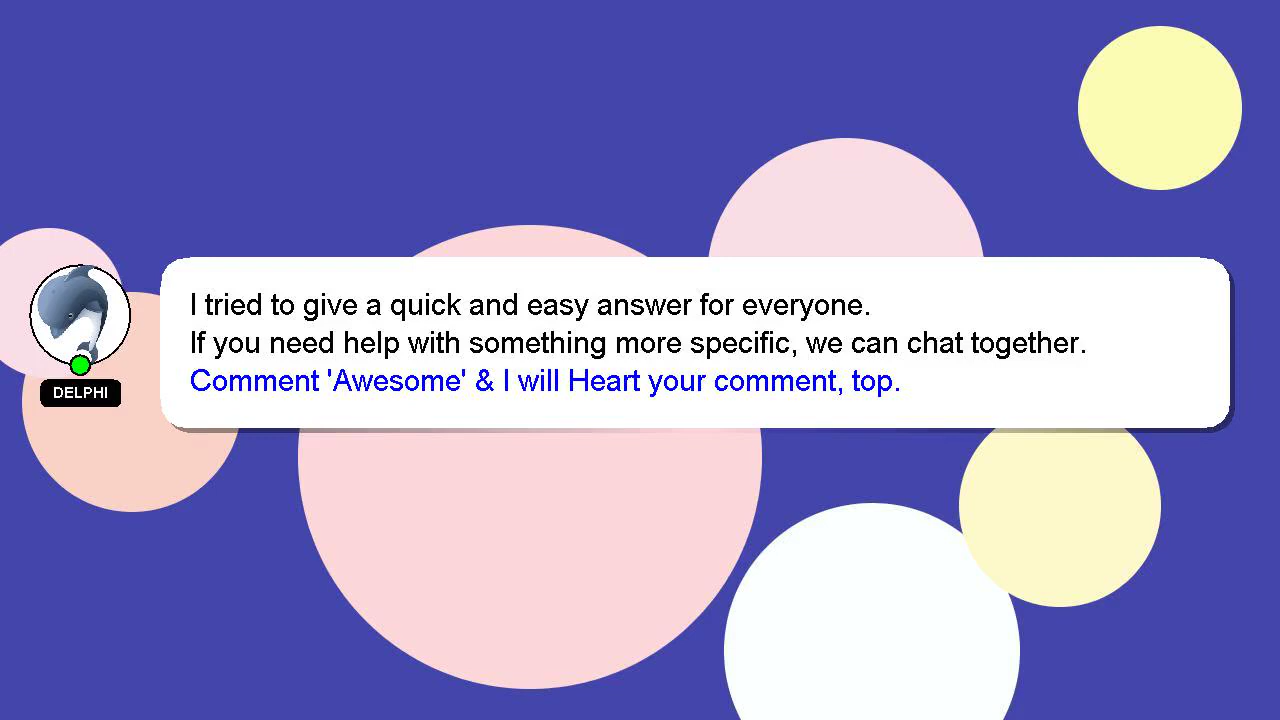 I tried to give a quick and easy answer for everyone.
If you need help with something more specific, we can chat together.
Comment 'Awesome' & I will Heart your comment, top.
DELPHI